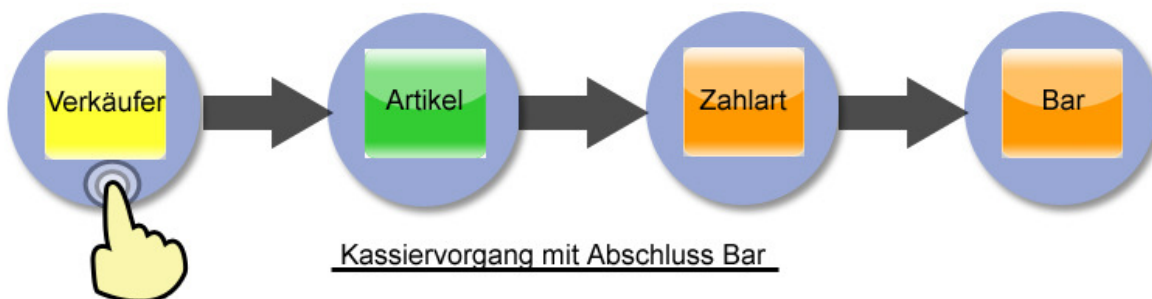 Verkäufer
Artikel
Zahlart
Bar
Kassiervorgang mit Abschluss Bar